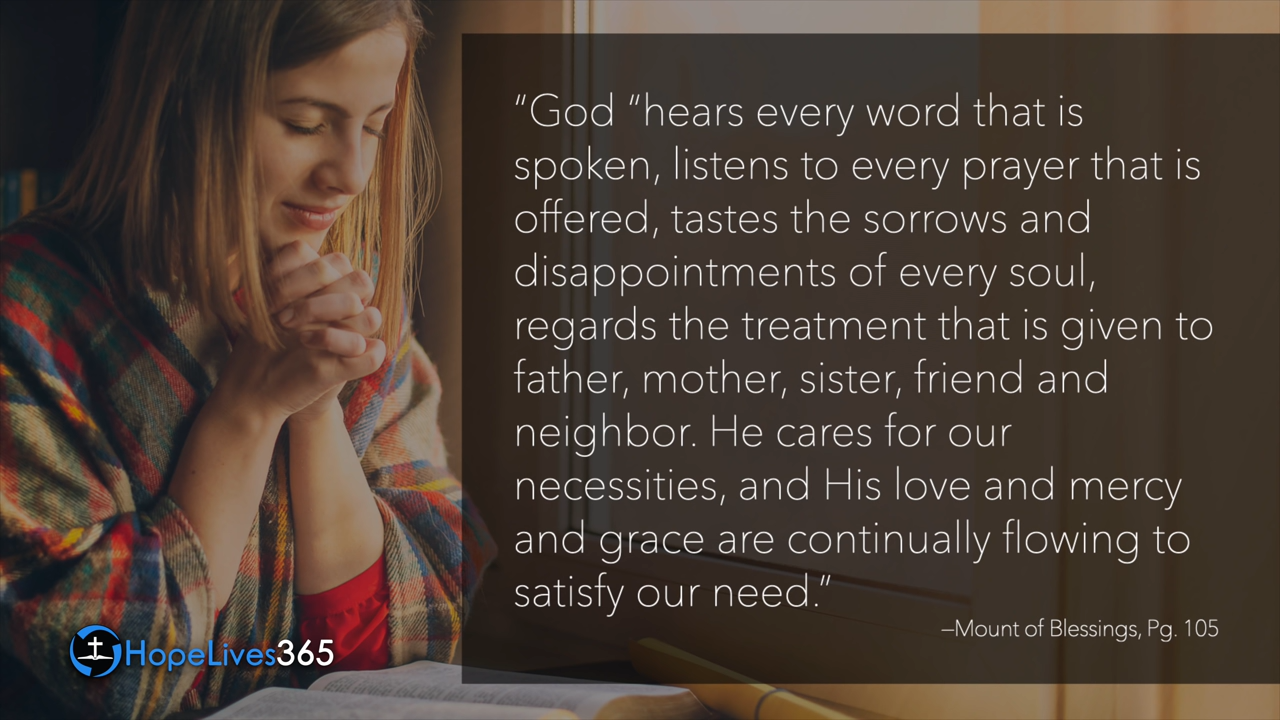 “God “hears every word that is
spoken, listens to every prayer that is
offered, tastes the sorrows and
disappointments of every soul,
regards the treatment that is given to
father, mother, sister, friend and
neighbor. He cares for our
necessities, and His love and mercy
and grace are continually flowing to
satisfy our need.”
–Mount of Blessings, Pg. 105
HopeLives365